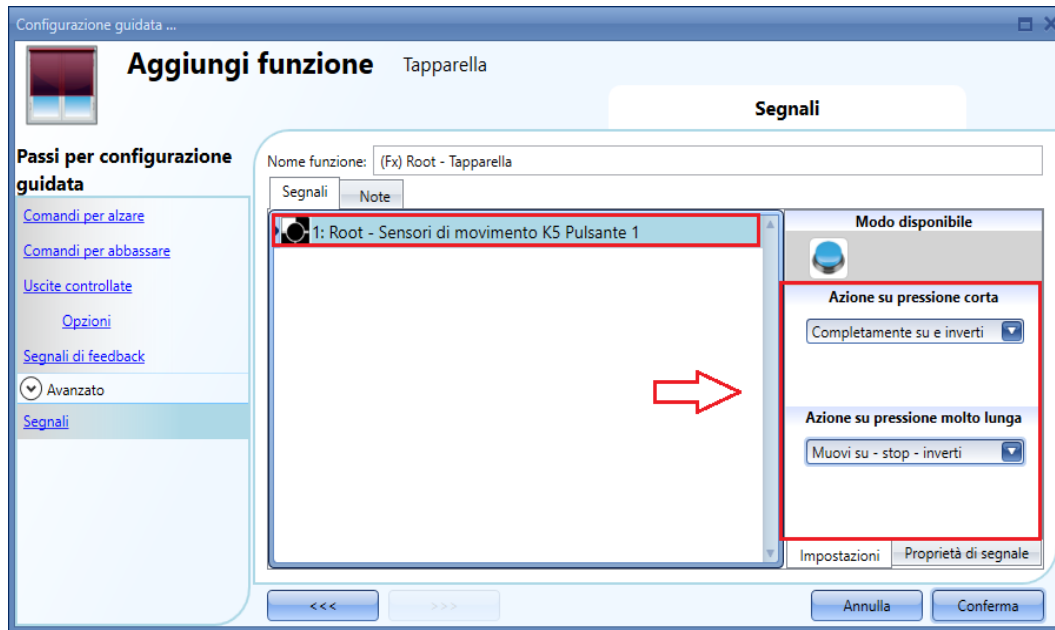 Configurazione guidata ...
Aggiungi funzione Tapparella
Segnali
Passi per configurazione
guidata
Comandi per alzare
Comandi per abbassare
Uscite controllate
Opzioni
Segnali di feedback
Avanzato
Segnali
Nome funzione: (Fx) Root - Tapparella
Segnali Note
1: Root - Sensori di movimento K5 Pulsante 1
Modo disponibile
Azione su pressione corta
Completamente su e inverti
Azione su pressione molto lunga
Muovi su - stop - inverti
Impostazioni Proprietà di segnale
<<< >>> Annulla Conferma